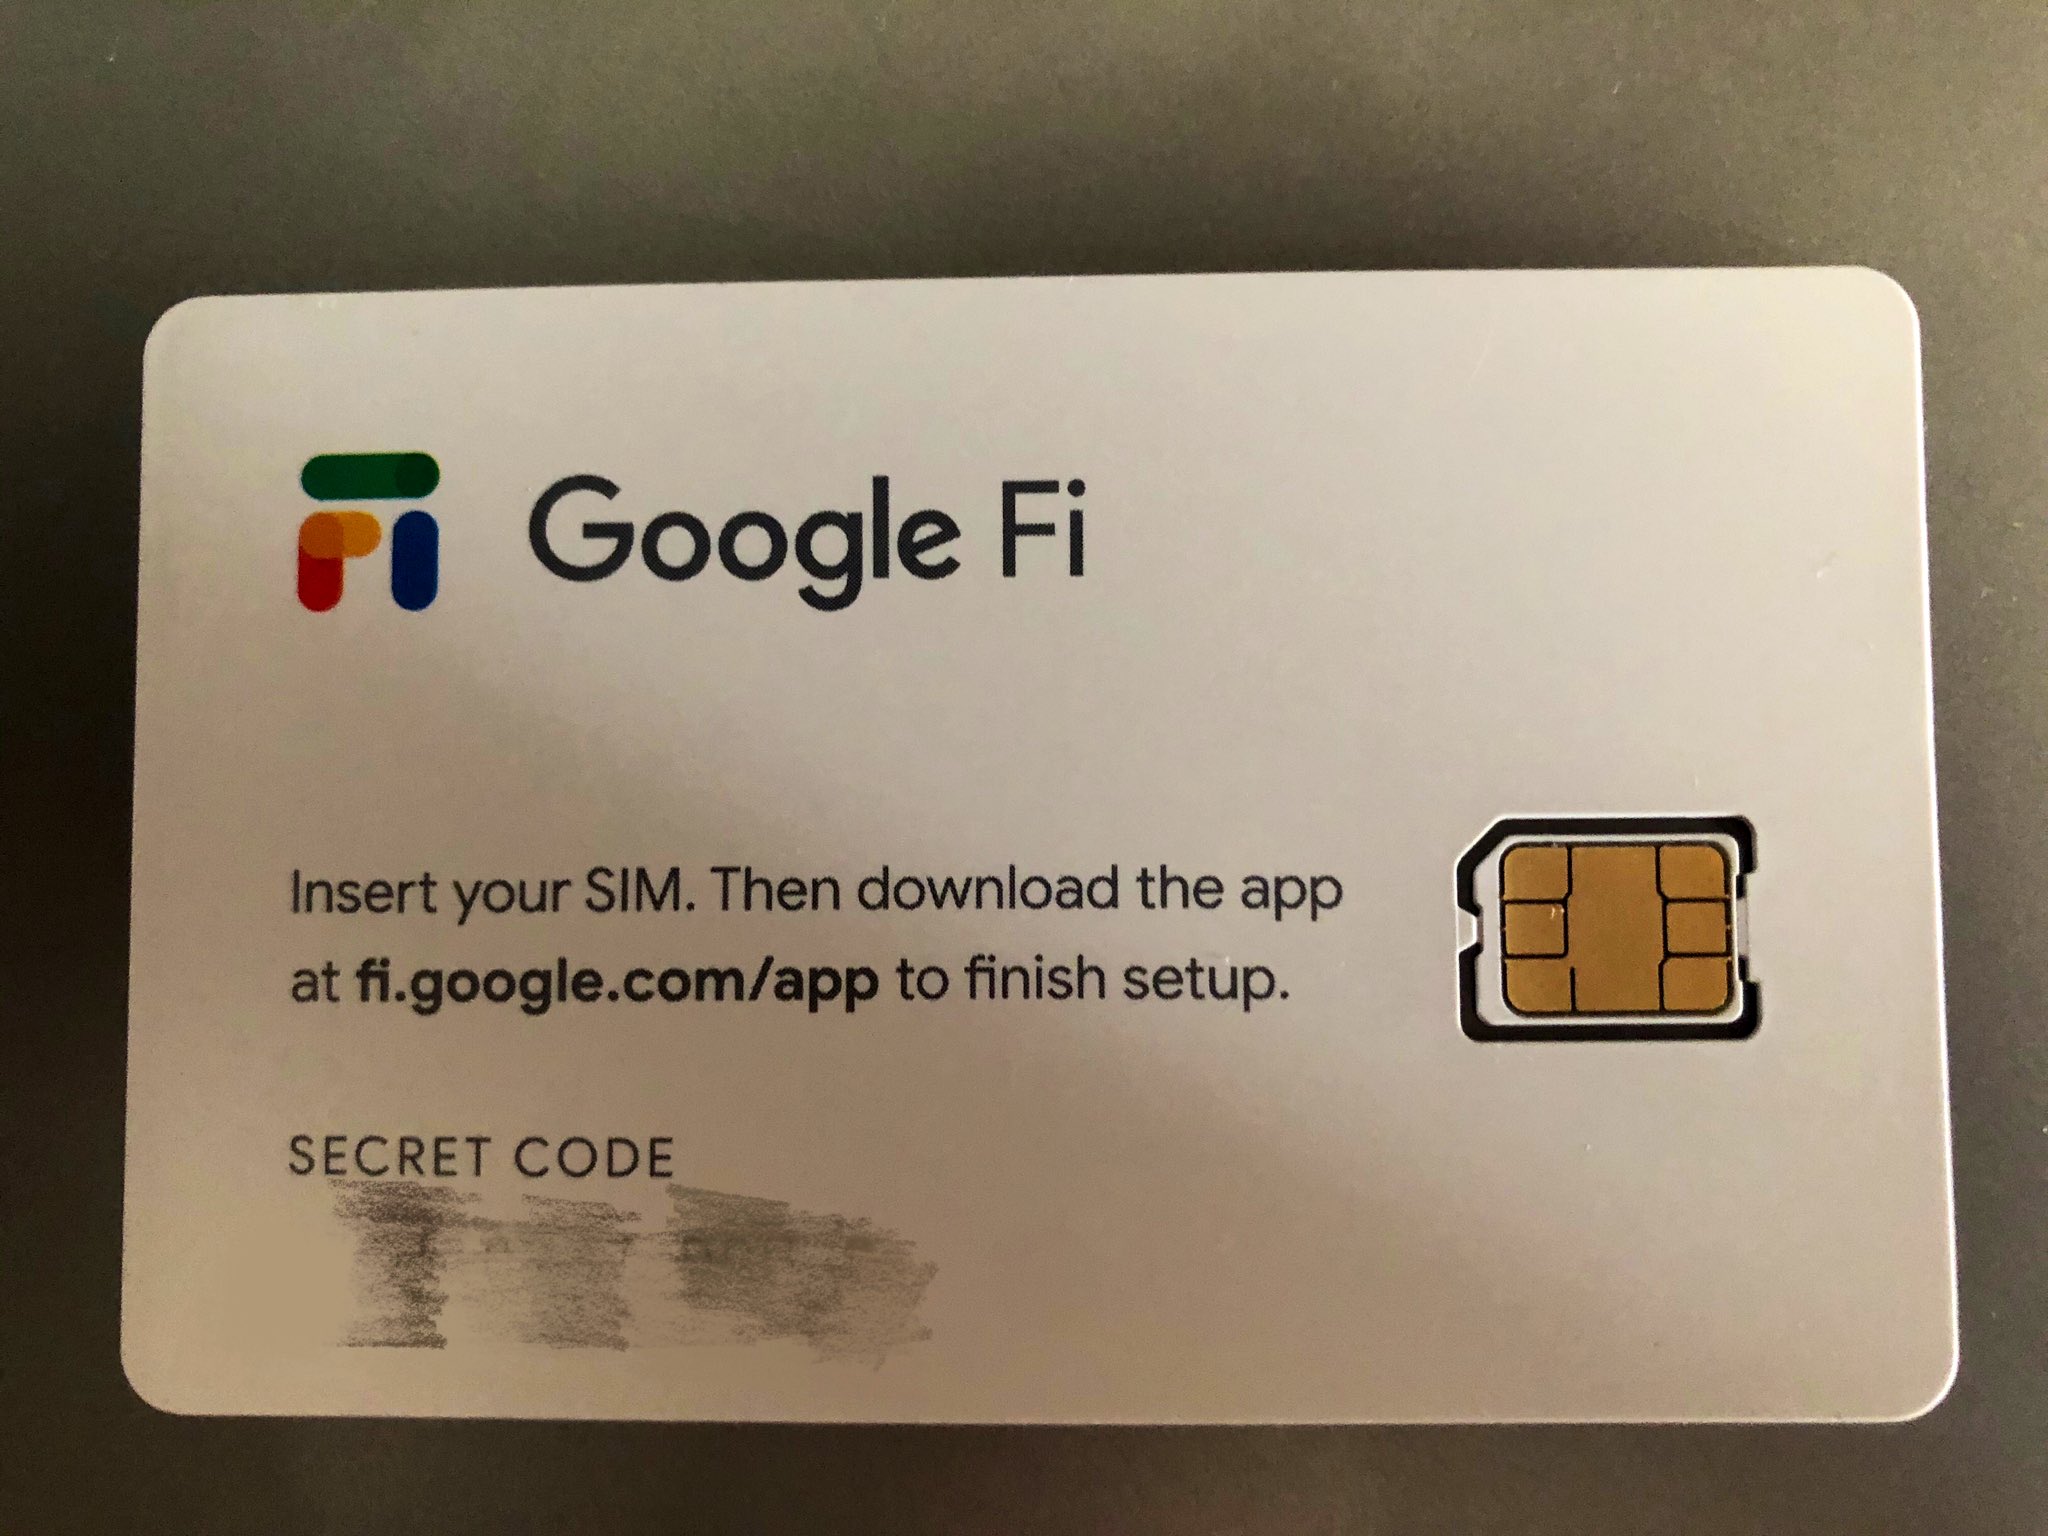 Google Fi
Insert your SIM. Then download the app
at fi.google.com/app to finish setup.
SECRET CODE